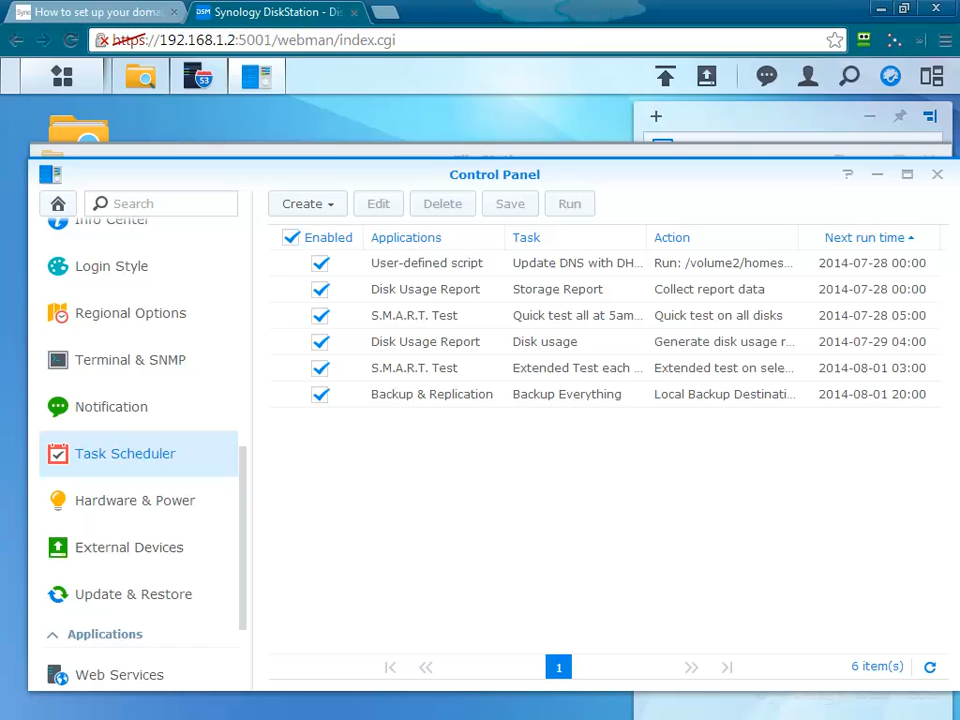 Syno How to set up your doma
DSM Synology DiskStation - Dis
https://192.168.1.2:5001/webman/index.cgi
53
Control Panel
Search
Create Edit Delete Save Run
Info Center
Login Style
Regional Options
Terminal & SNMP
Notification
Task Scheduler
Hardware & Power
External Devices
Update & Restore
Applications
Web Services
Enabled Applications Task Action Next run time
User-defined script Update DNS with DH... Run: /volume2/homes... 2014-07-28 00:00
Disk Usage Report Storage Report Collect report data 2014-07-28 00:00
S.M.A.R.T. Test Quick test all at 5am... Quick test on all disks 2014-07-28 05:00
Disk Usage Report Disk usage Generate disk usage r... 2014-07-29 04:00
S.M.A.R.T. Test Extended Test each ... Extended test on sele... 2014-08-01 03:00
Backup & Replication Backup Everything Local Backup Destinati... 2014-08-01 20:00
1 6 item(s)